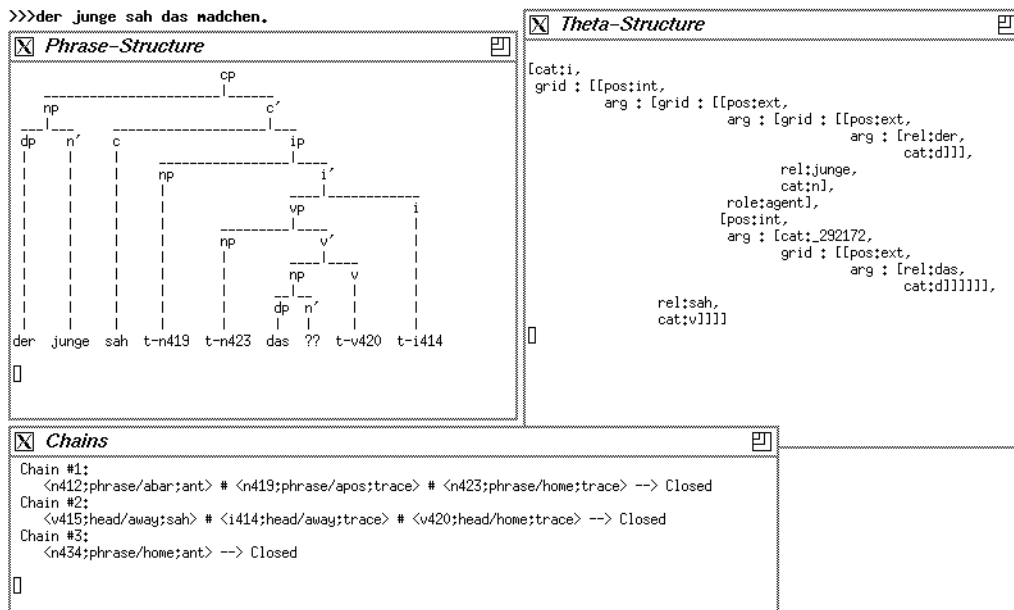 >>>der junge sah das madchen.
Phrase-Structure
cp
np c′
dp n′ c ip
np i′
vp i
np v′
np v
dp n′
der junge sah t-n419 t-n423 das ?? t-v420 t-i414
Theta-Structure
[cat:i,
grid : [[pos:int,
arg : [grid : [[pos:ext,
arg : [grid : [[pos:ext,
arg : [rel:der,
cat:d]]],
rel:junge,
cat:n],
role:agent],
[pos:int,
arg : [cat:_292172,
grid : [[pos:ext,
arg : [rel:das,
cat:d]]]]]],
rel:sah,
cat:v]]]]
Chains
Chain #1:
<n412;phrase/abar;ant> # <n419;phrase/apos;trace> # <n423;phrase/home;trace> --> Closed
Chain #2:
<v415;head/away;sah> # <i414;head/away;trace> # <v420;head/home;trace> --> Closed
Chain #3:
<n434;phrase/home;ant> --> Closed